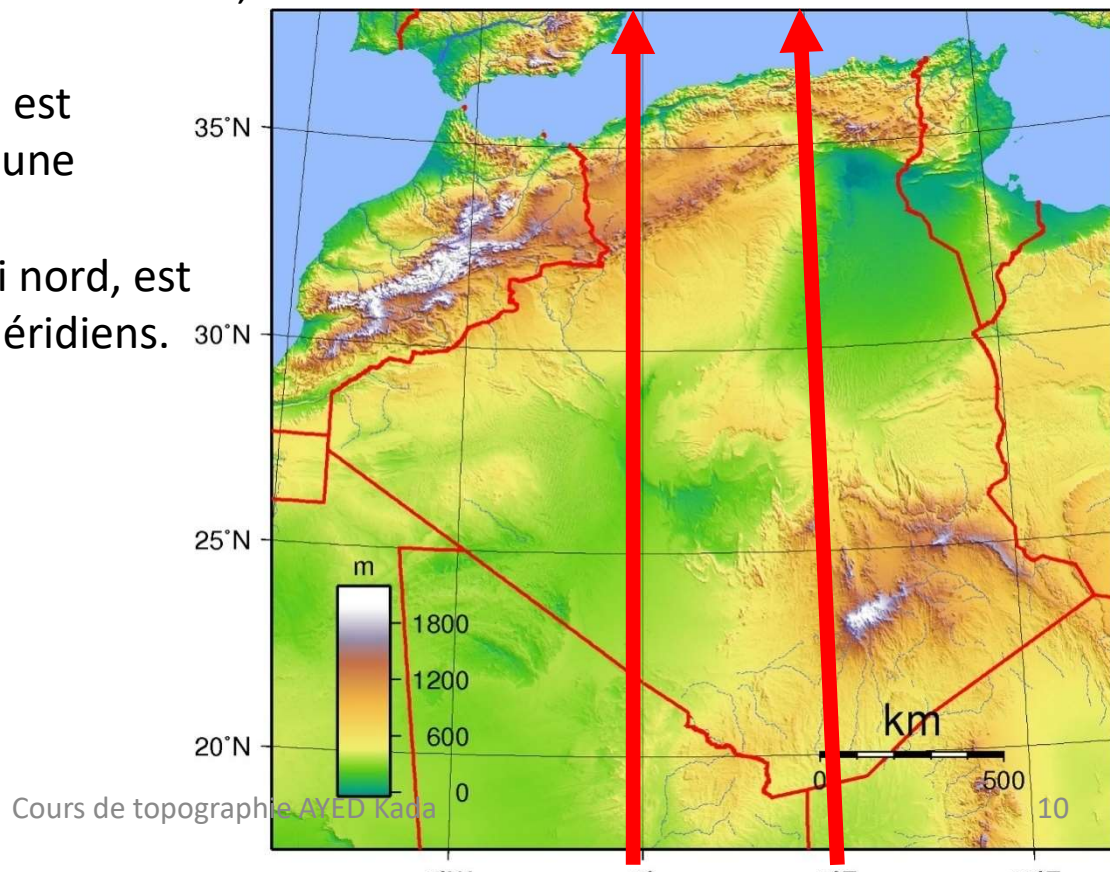 est
une
i nord, est
éridiens.
35°N
30°N
25°N
20°N
m
1800
1200
600
0
km
0
500
Cours de topographie AYED Kada
10